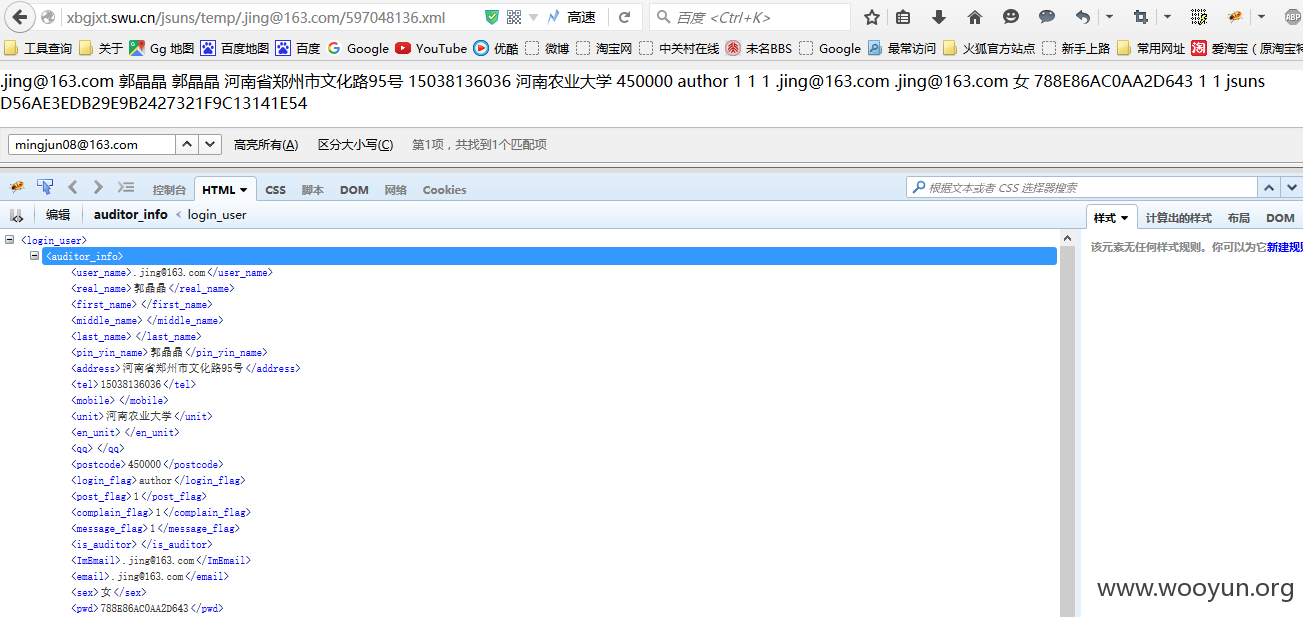 xbgjxt.swu.cn/jsuns/temp/.jing@163.com/597048136.xml 高速 百度 <Ctrl+K> ABP
工具查询 关于 Gg 地图 百度地图 百度 Google YouTube 优酷 微博 淘宝网 中关村在线 未名BBS Google 最常访问 火狐官方站点 新手上路 常用网址 爱淘宝 ( 原淘宝特
.jing@163.com 郭晶晶 郭晶晶 河南省郑州市文化路95号 15038136036 河南农业大学 450000 author 1 1 1 .jing@163.com .jing@163.com 女 788E86AC0AA2D643 1 1 jsuns
D56AE3EDB29E9B2427321F9C13141E54
mingjun08@163.com 高亮所有(A) 区分大小写(C) 第1项，共找到1个匹配项
控制台 HTML CSS 脚本 DOM 网络 Cookies 根据文本或者 CSS 选择器搜索
编辑 auditor_info < login_user 样式 计算出的样式 布局 DOM
<login_user>
该元素无任何样式规则。你可以为它新建规则
<auditor_info>
<user_name>.jing@163.com</user_name>
<real_name>郭晶晶</real_name>
<first_name> </first_name>
<middle_name> </middle_name>
<last_name> </last_name>
<pin_yin_name>郭晶晶</pin_yin_name>
<address>河南省郑州市文化路95号</address>
<tel>15038136036</tel>
<mobile> </mobile>
<unit>河南农业大学</unit>
<en_unit> </en_unit>
<qq> </qq>
<postcode>450000</postcode>
<login_flag>author</login_flag>
<post_flag>1</post_flag>
<complain_flag>1</complain_flag>
<message_flag>1</message_flag>
<is_auditor> </is_auditor>
<ImEmail>.jing@163.com</ImEmail>
<email>.jing@163.com</email>
<sex>女</sex>
<pwd>788E86AC0AA2D643</pwd>
www.wooyun.org